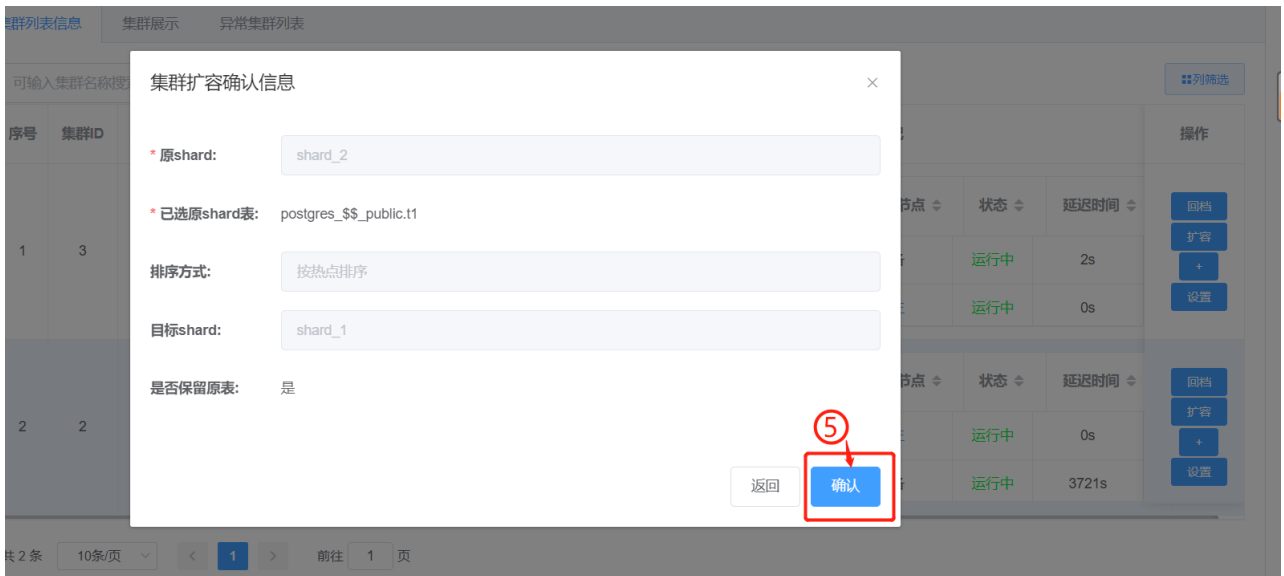 集群列表信息 集群展示 异常集群列表
可输入集群名称搜 列筛选
集群扩容确认信息 ×
序号 集群ID 操作
* 原shard: shard_2
* 已选原shard表: postgres_$$_public.t1
节点 状态 延迟时间 回档
扩容
1 3 运行中 2s +
排序方式: 按热点排序
设置
运行中 0s
目标shard: shard_1
是否保留原表: 是
节点 状态 延迟时间 回档
扩容
2 2 运行中 0s +
⑤
设置
返回 确认 运行中 3721s
共 2 条 10条/页 < 1 > 前往 1 页